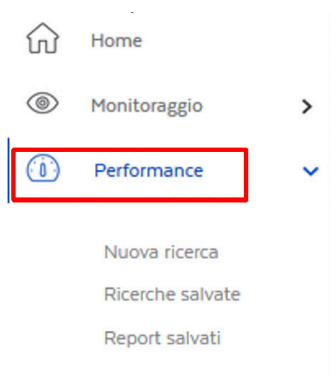 Home
Monitoraggio
Performance
Nuova ricerca
Ricerche salvate
Report salvati